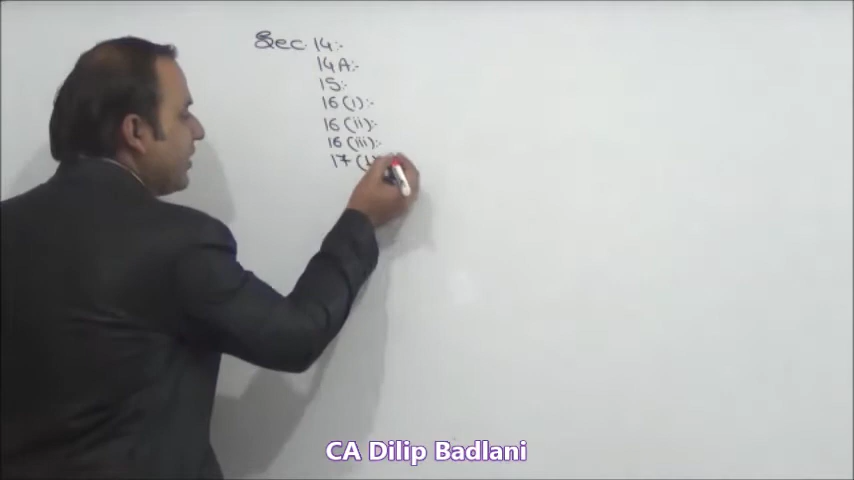 Sec. 14:-
14A:-
15:-
16(i):-
16(ii):-
16(iii):-
17(1)
CA Dilip Badlani